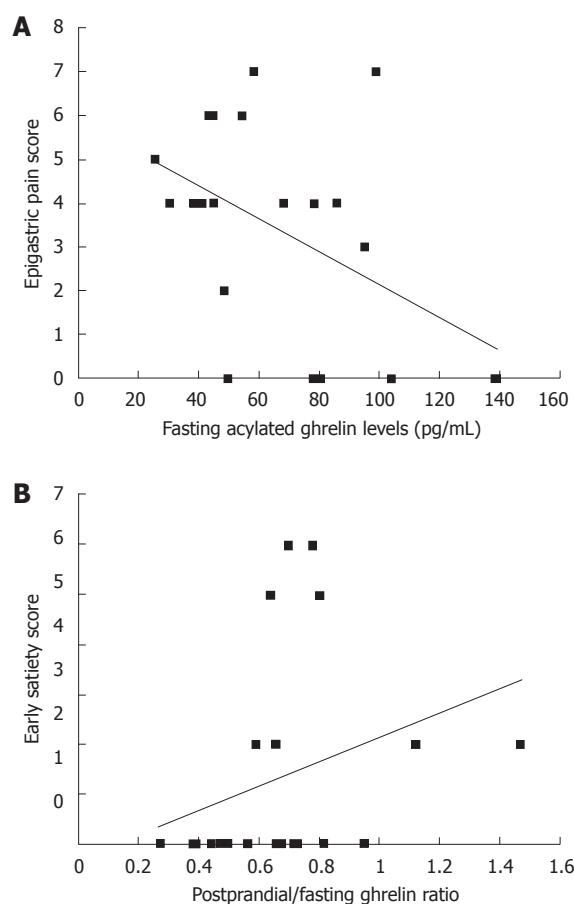 A
8
7
6
5
4
3
2
1
0
Epigastric pain score
0 20 40 60 80 100 120 140 160
Fasting acylated ghrelin levels (pg/mL)
B
7
6
5
4
3
2
1
0
Early satiety score
0 0.2 0.4 0.6 0.8 1 1.2 1.4 1.6
Postprandial/fasting ghrelin ratio